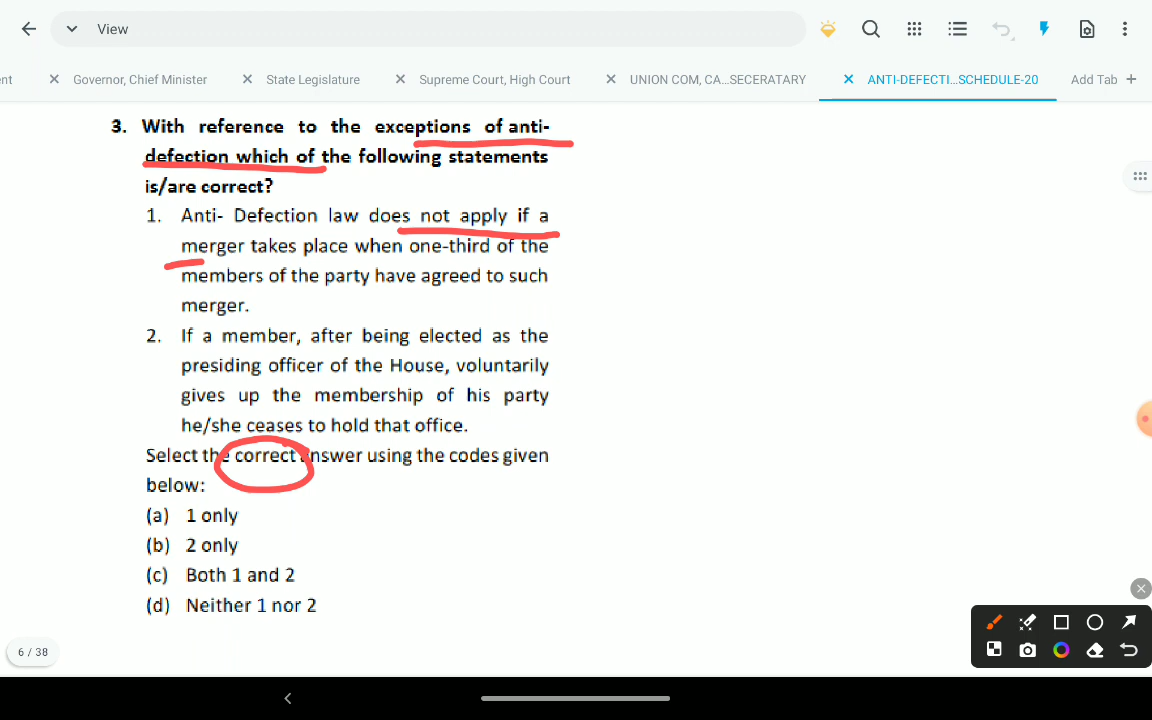 View
nt
Governor, Chief Minister
State Legislature
Supreme Court, High Court
UNION COM, CA...SECERATARY
ANTI-DEFECTI...SCHEDULE-20
Add Tab +
3. With reference to the exceptions of anti-
defection which of the following statements
is/are correct?
1. Anti- Defection law does not apply if a
merger takes place when one-third of the
members of the party have agreed to such
merger.
2. If a member, after being elected as the
presiding officer of the House, voluntarily
gives up the membership of his party
he/she ceases to hold that office.
Select the correct answer using the codes given
below:
(a) 1 only
(b) 2 only
(c) Both 1 and 2
(d) Neither 1 nor 2
6 / 38